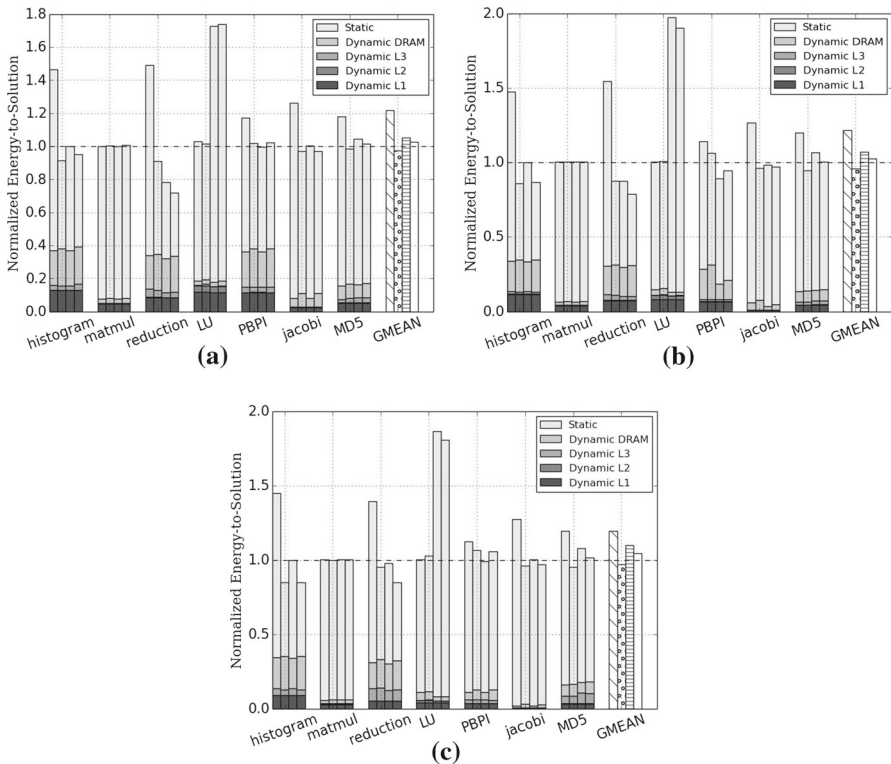 Normalized Energy-to-Solution
1.8
1.6
1.4
1.2
1.0
0.8
0.6
0.4
0.2
0.0
Static
Dynamic DRAM
Dynamic L3
Dynamic L2
Dynamic L1
histogram
matmul
reduction
LU
PBPI
jacobi
MD5
GMEAN
(a)
Normalized Energy-to-Solution
2.0
1.5
1.0
0.5
0.0
Static
Dynamic DRAM
Dynamic L3
Dynamic L2
Dynamic L1
histogram
matmul
reduction
LU
PBPI
jacobi
MD5
GMEAN
(b)
Normalized Energy-to-Solution
2.0
1.5
1.0
0.5
0.0
Static
Dynamic DRAM
Dynamic L3
Dynamic L2
Dynamic L1
histogram
matmul
reduction
LU
PBPI
jacobi
MD5
GMEAN
(c)